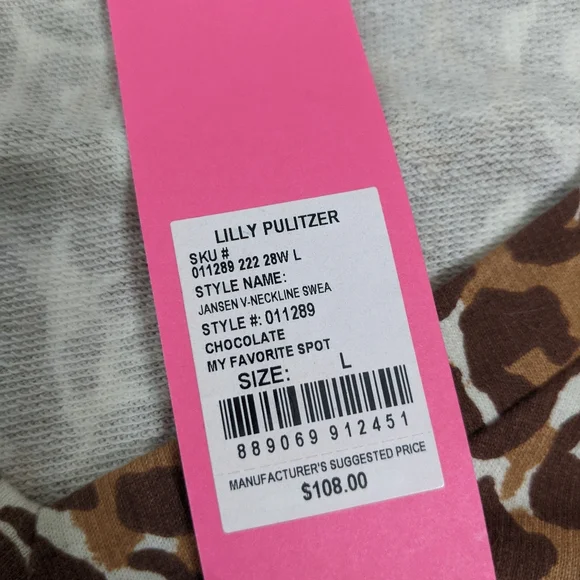 LILLY PULITZER
SKU #
011289 222 28W L
STYLE NAME:
JANSEN V-NECKLINE SWEA
STYLE #: 011289
CHOCOLATE
MY FAVORITE SPOT
SIZE: L
889069 912451
MANUFACTURER'S SUGGESTED PRICE
$108.00